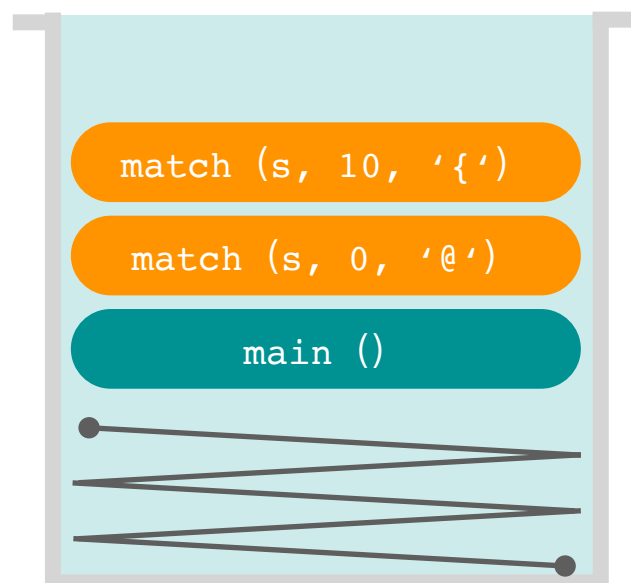 match (s, 10, ‘{‘)
match (s, 0, ‘@‘)
main ()